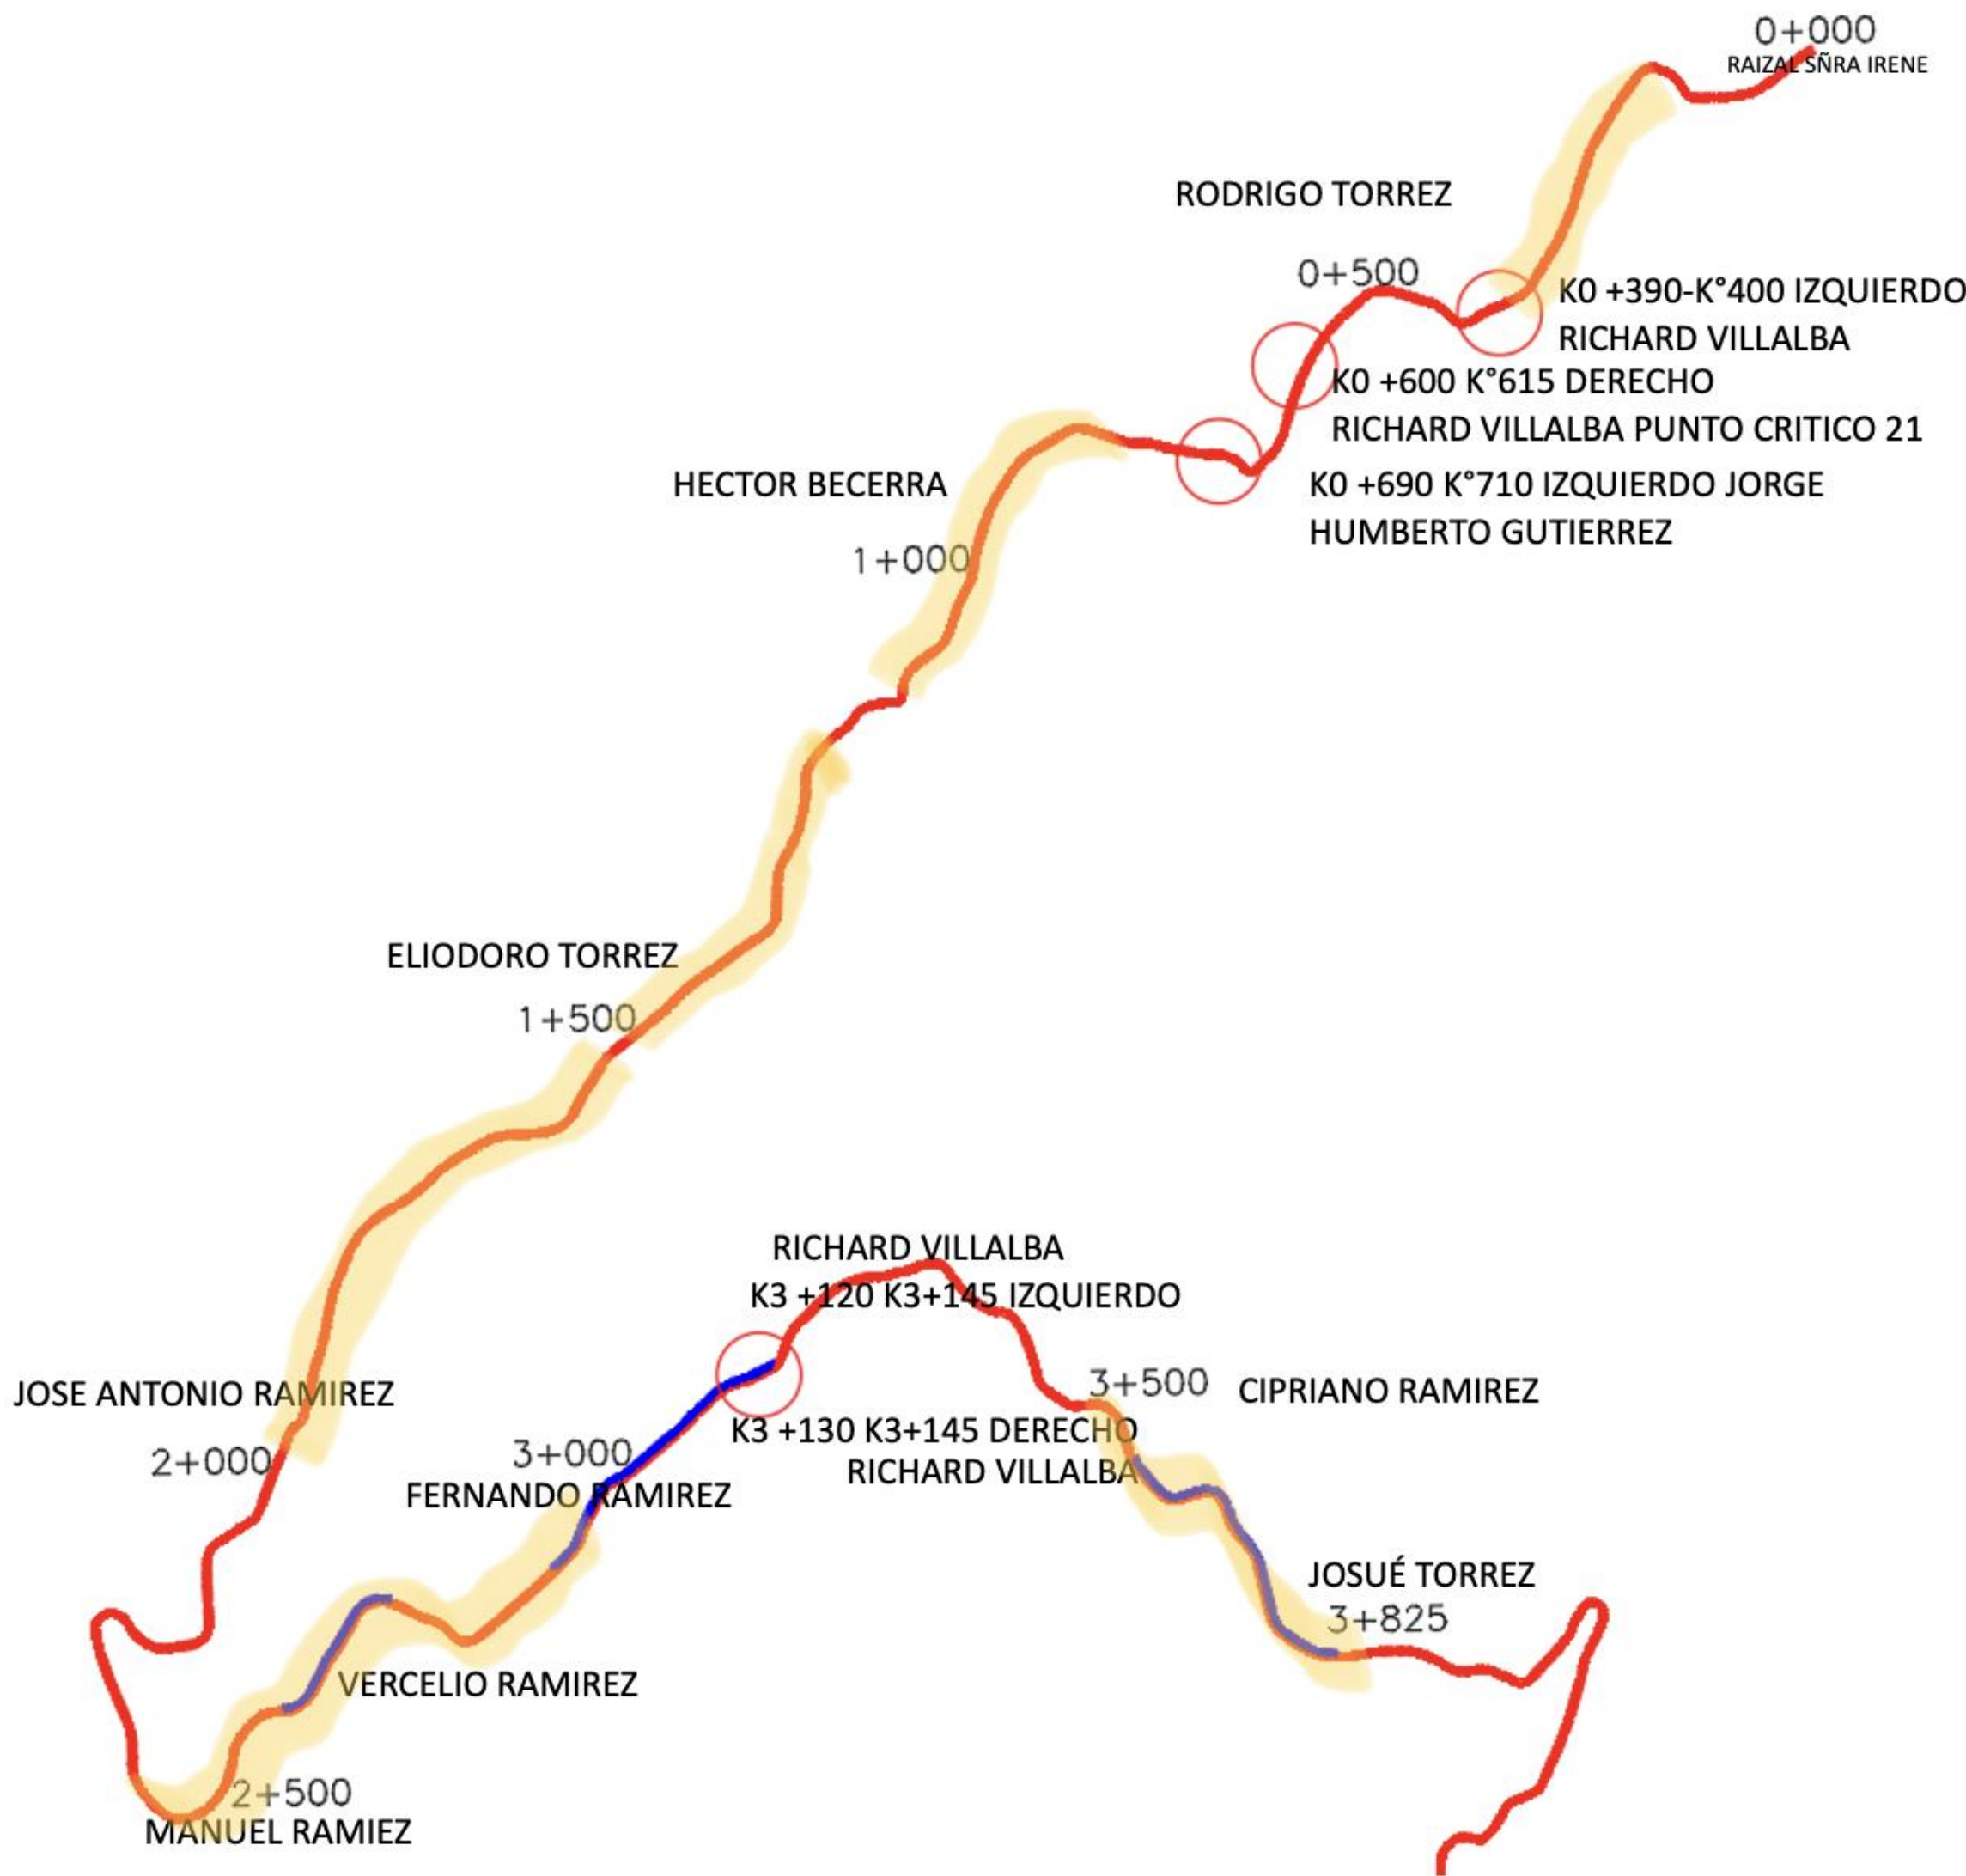 0+000
RAIZAL SÑRA IRENE
RODRIGO TORREZ
0+500
K0 +390-K°400 IZQUIERDO
RICHARD VILLALBA
K0 +600 K°615 DERECHO
RICHARD VILLALBA PUNTO CRITICO 21
HECTOR BECERRA
K0 +690 K°710 IZQUIERDO JORGE
HUMBERTO GUTIERREZ
1+000
ELIODORO TORREZ
1+500
RICHARD VILLALBA
K3 +120 K3+145 IZQUIERDO
JOSE ANTONIO RAMIREZ
2+000
3+500
CIPRIANO RAMIREZ
K3 +130 K3+145 DERECHO
RICHARD VILLALBA
3+000
FERNANDO RAMIREZ
JOSUÉ TORREZ
3+825
VERCELIO RAMIREZ
2+500
MANUEL RAMIEZ